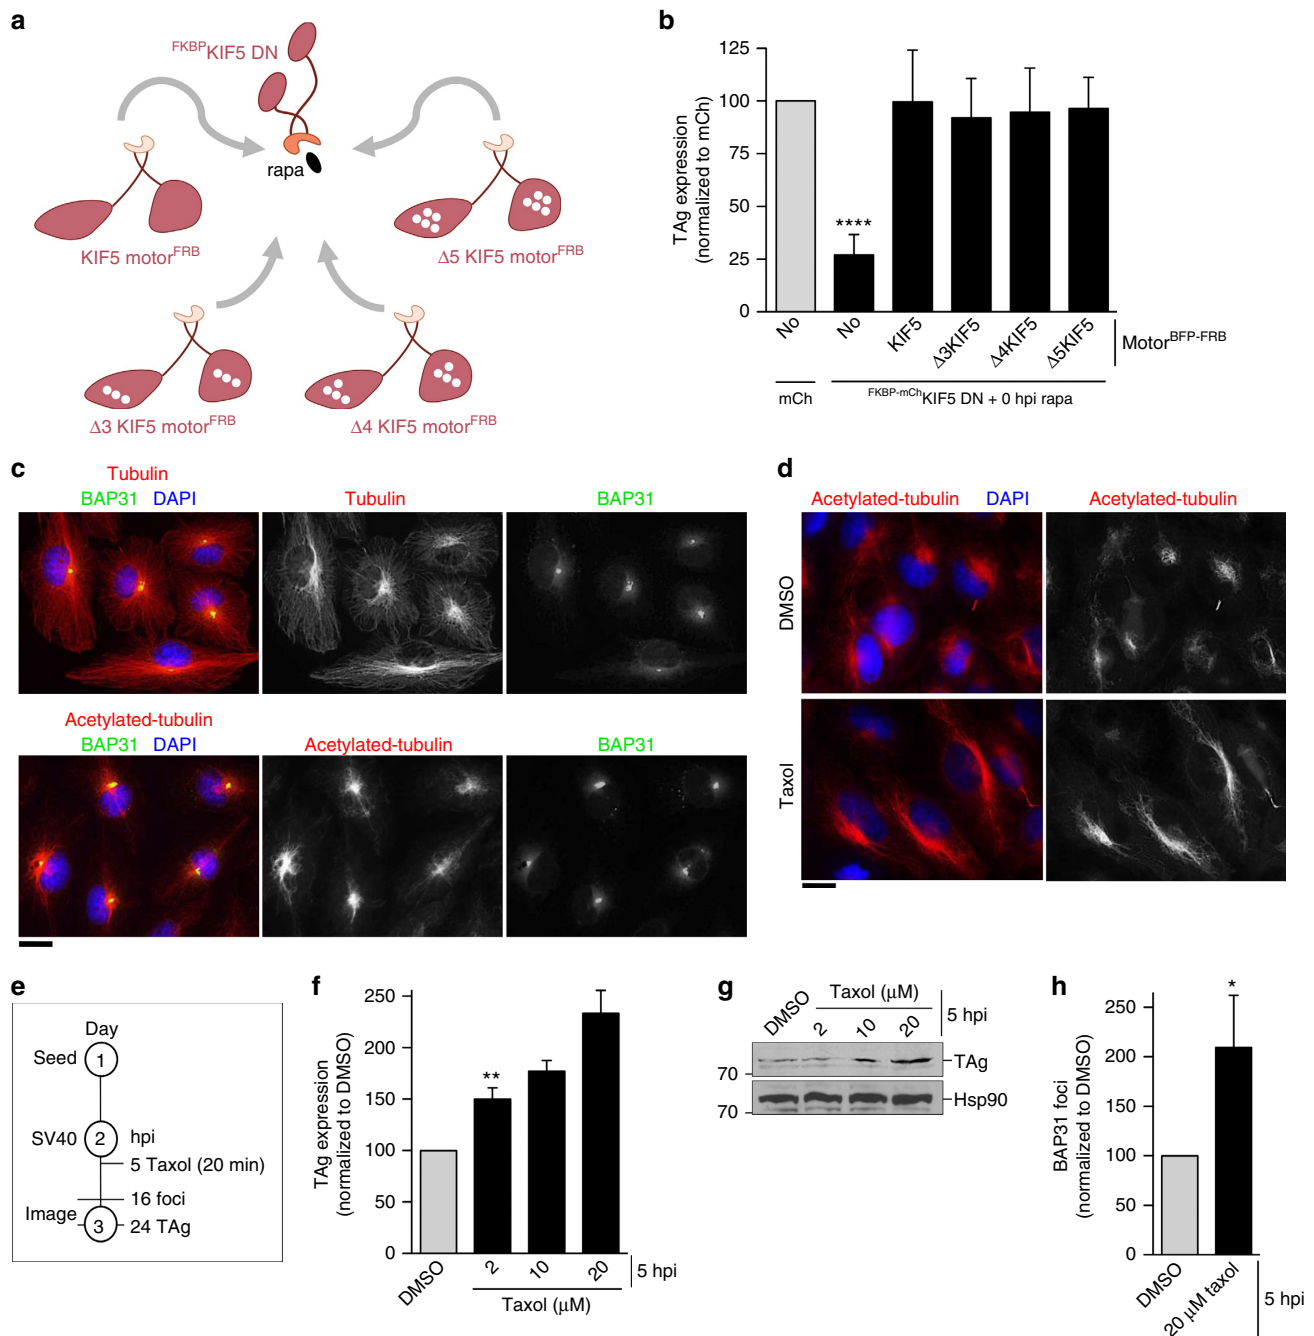 a
FKBPKIF5 DN
rapa
KIF5 motorFRB
Δ5 KIF5 motorFRB
Δ3 KIF5 motorFRB
Δ4 KIF5 motorFRB
b
TAg expression
(normalized to mCh)
125
100
75
50
25
0
****
No
No
KIF5
Δ3KIF5
Δ4KIF5
Δ5KIF5
MotorBFP-FRB
mCh
FKBP-mChKIF5 DN + 0 hpi rapa
c
Tubulin
BAP31 DAPI
Tubulin
BAP31
Acetylated-tubulin
BAP31 DAPI
Acetylated-tubulin
BAP31
d
Acetylated-tubulin DAPI
Acetylated-tubulin
DMSO
Taxol
e
Day
Seed
1
SV40
2
hpi
5 Taxol (20 min)
16 foci
Image
3
24 TAg
f
TAg expression
(normalized to DMSO)
250
200
150
100
50
0
**
DMSO
2
10
20
5 hpi
Taxol (μM)
g
Taxol (μM)
DMSO
2
10
20
5 hpi
TAg
70
Hsp90
70
h
BAP31 foci
(normalized to DMSO)
250
200
150
100
50
0
*
DMSO
20 μM taxol
5 hpi